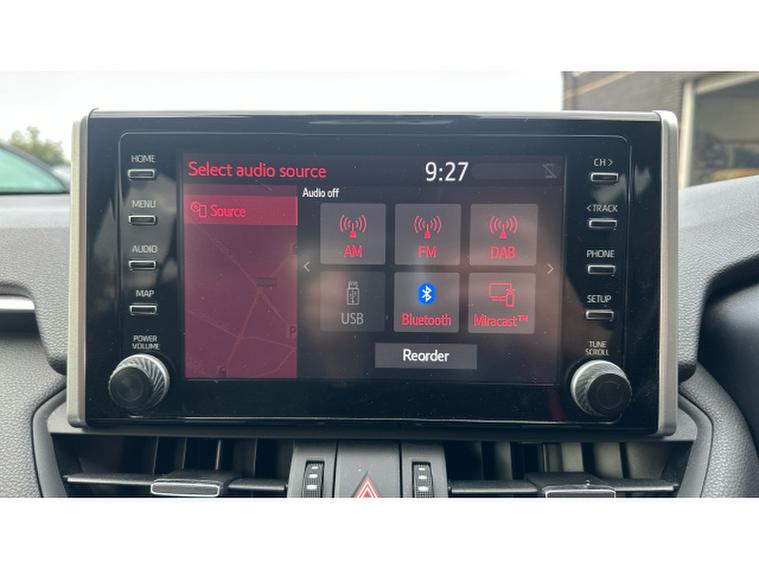 HOME
MENU
AUDIO
MAP
POWER
VOLUME
Select audio source
9:27
Source
Audio off
AM
FM
DAB
USB
Bluetooth
Miracast™
Reorder
P
CH >
< TRACK
PHONE
SETUP
TUNE
SCROLL